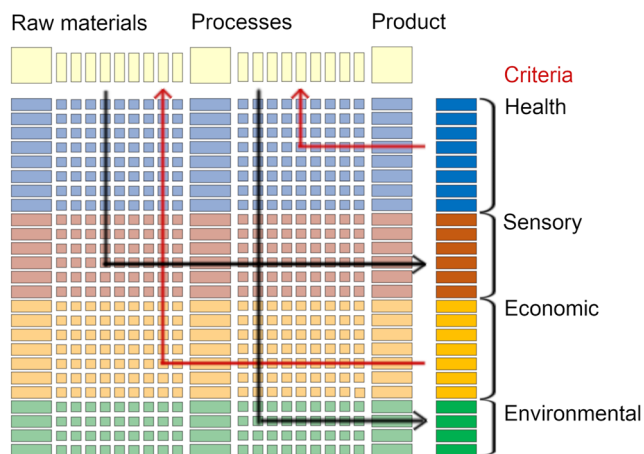 Raw materials
Processes
Product
Criteria
Health
Sensory
Economic
Environmental